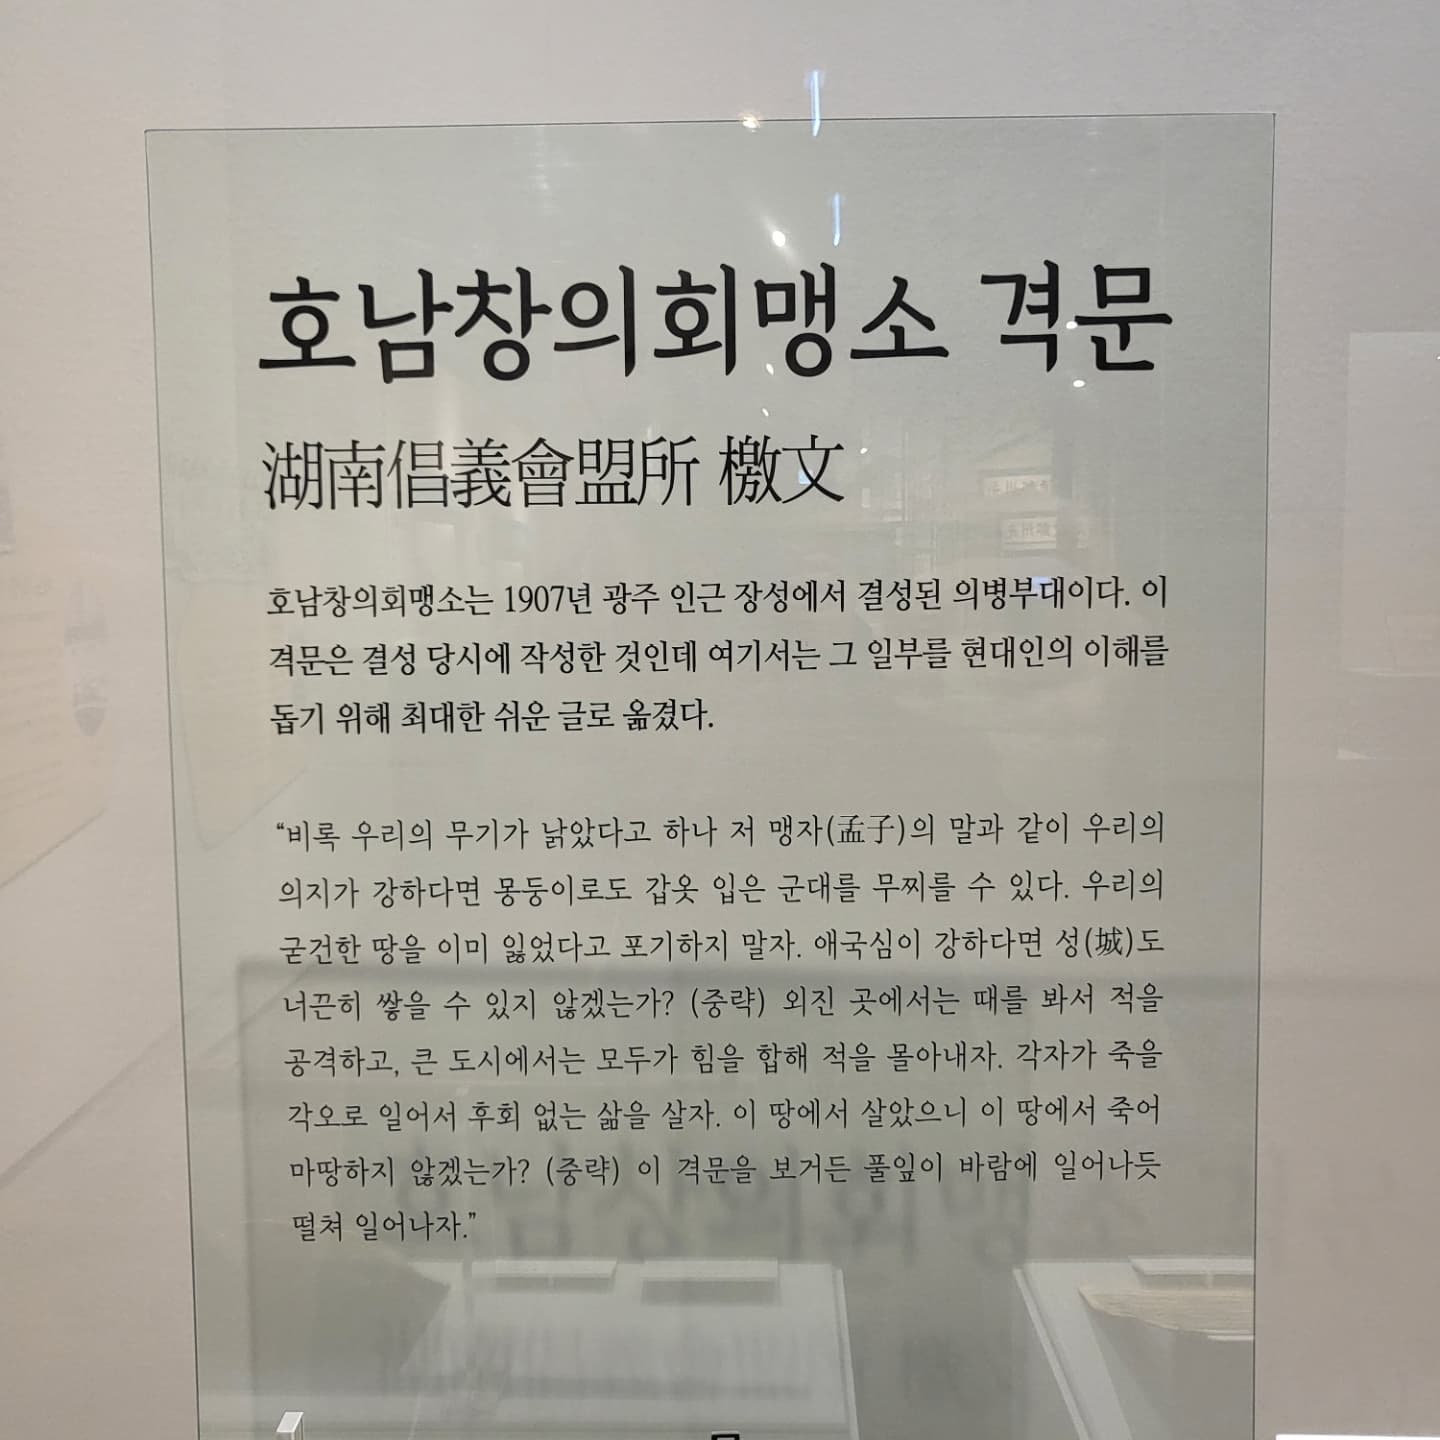 호남창의회맹소 격문
湖南倡義會盟所 檄文
호남창의회맹소는 1907년 광주 인근 장성에서 결성된 의병부대이다. 이
격문은 결성 당시에 작성한 것인데 여기서는 그 일부를 현대인의 이해를
돕기 위해 최대한 쉬운 글로 옮겼다.
“비록 우리의 무기가 낡았다고 하나 저 맹자(孟子)의 말과 같이 우리의
의지가 강하다면 몽둥이로도 갑옷 입은 군대를 무찌를 수 있다. 우리의
굳건한 땅을 이미 잃었다고 포기하지 말자. 애국심이 강하다면 성(城)도
너끈히 쌓을 수 있지 않겠는가? (중략) 외진 곳에서는 때를 봐서 적을
공격하고, 큰 도시에서는 모두가 힘을 합해 적을 몰아내자. 각자가 죽을
각오로 일어서 후회 없는 삶을 살자. 이 땅에서 살았으니 이 땅에서 죽어
마땅하지 않겠는가? (중략) 이 격문을 보거든 풀잎이 바람에 일어나듯
떨쳐 일어나자.”